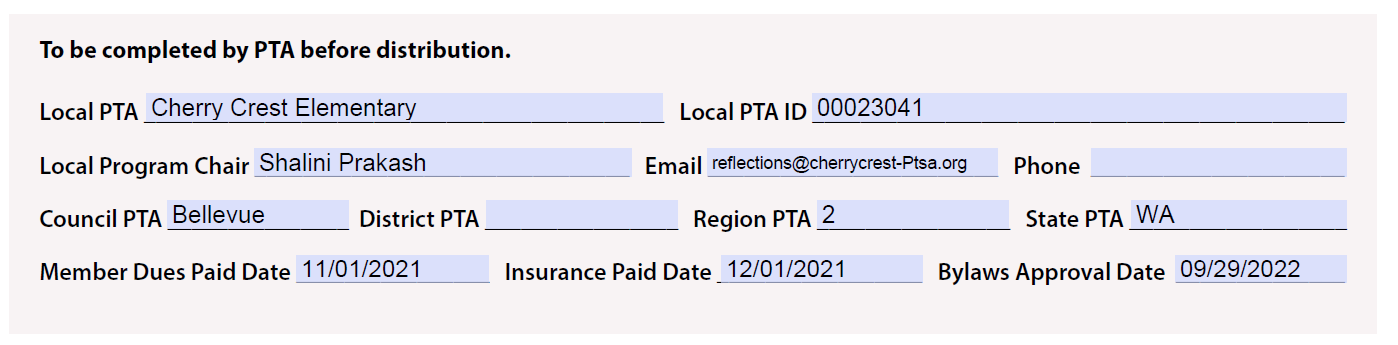 To be completed by PTA before distribution.
Local PTA Cherry Crest Elementary Local PTA ID 00023041
Local Program Chair Shalini Prakash Email reflections@cherrycrest-Ptsa.org Phone
Council PTA Bellevue District PTA Region PTA 2 State PTA WA
Member Dues Paid Date 11/01/2021 Insurance Paid Date 12/01/2021 Bylaws Approval Date 09/29/2022